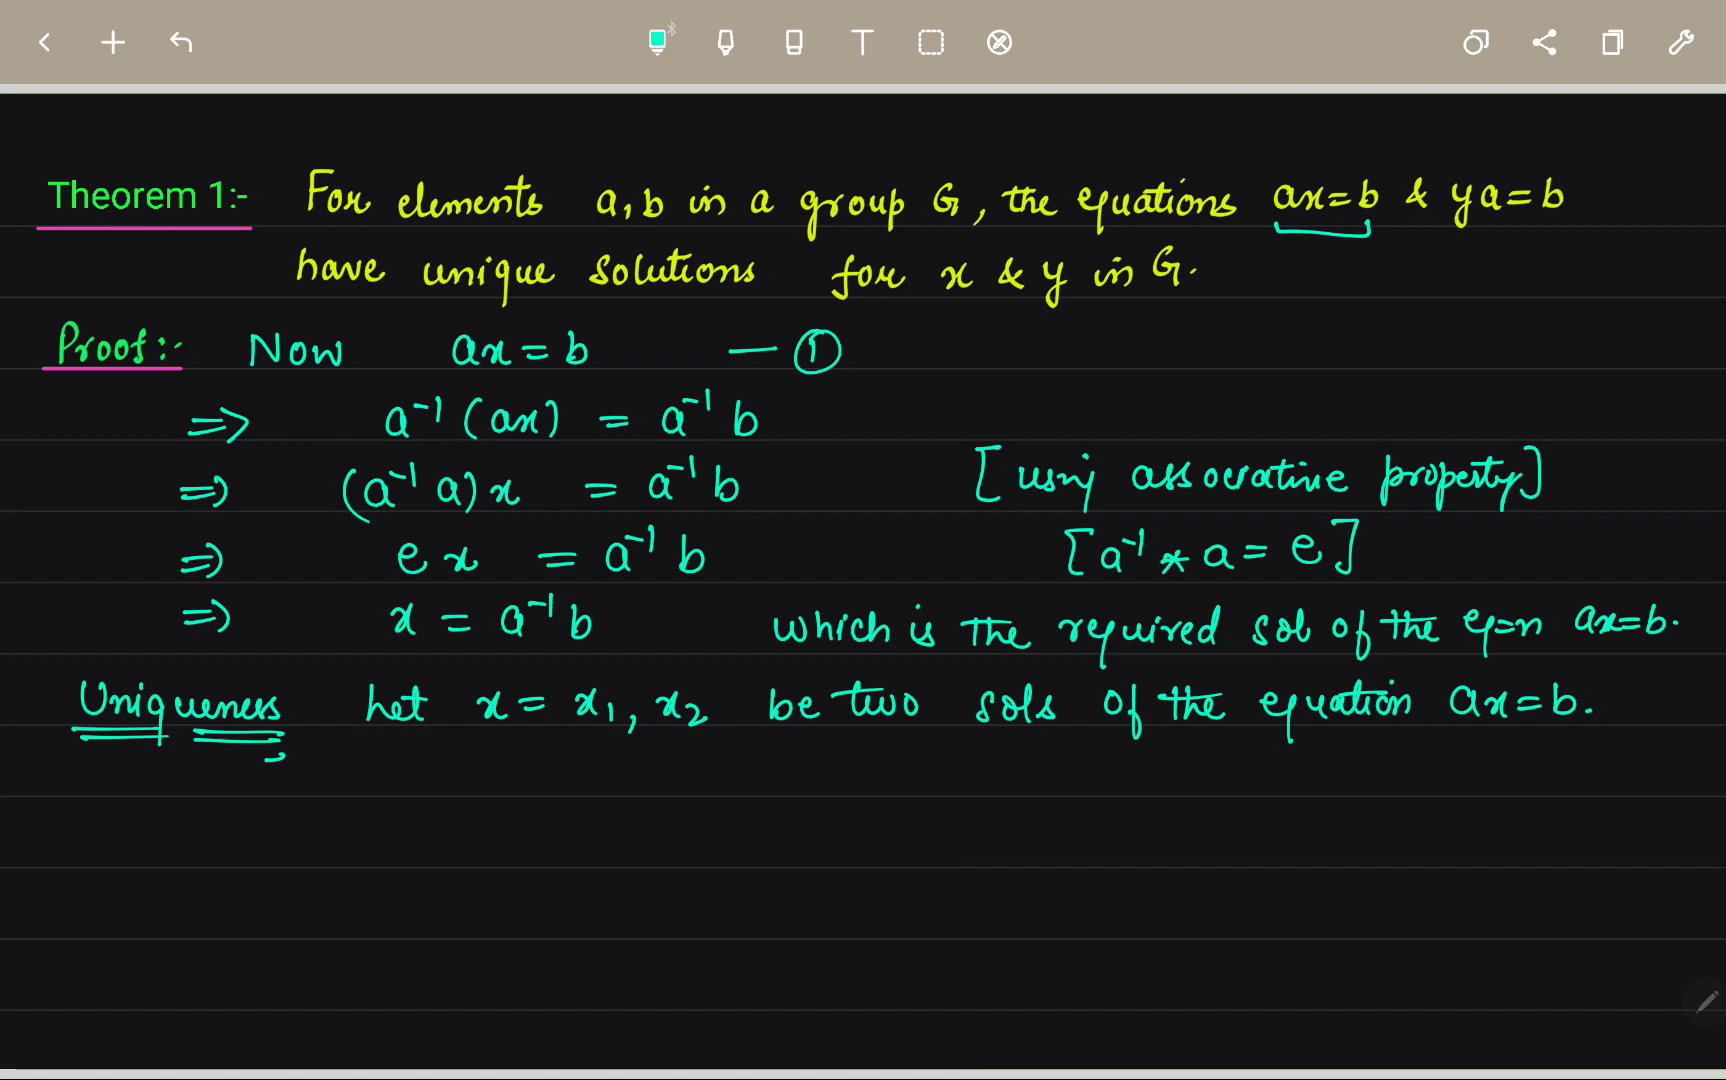 Theorem 1:- For elements a, b in a group G, the equations ax=b & ya=b
have unique solutions for x & y in G.
Proof:- Now ax = b — ①
⇒ a⁻¹(ax) = a⁻¹b
⇒ (a⁻¹a)x = a⁻¹b [using associative property]
⇒ ex = a⁻¹b [a⁻¹ * a = e]
⇒ x = a⁻¹b which is the required sol of the eq=n ax=b.
Uniqueness Let x = x₁, x₂ be two sols of the equation ax=b.